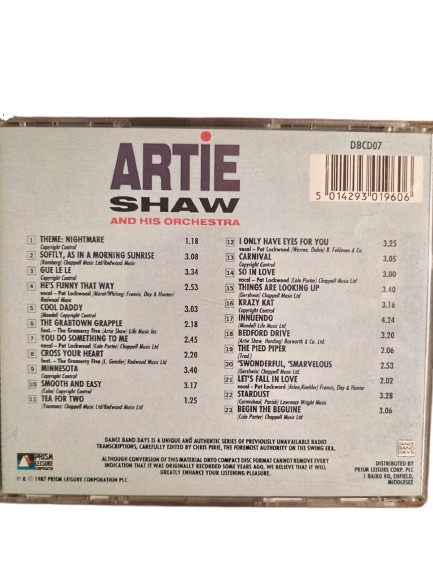 DBCD07
ARTiE
SHAW
AND HIS ORCHESTRA
5 014293 019606
1 THEME: NIGHTMARE 1.18
Copyright Control
2 SOFTLY, AS IN A MORNING SUNRISE 3.08
(Romberg) Chappell Music Ltd/Redwood Music
3 GUE LE LE 3.34
Copyright Control
4 HE'S FUNNY THAT WAY 2.53
vocal – Pat Lockwood (Moret/Whiting) Francis, Day & Hunter/
Redwood Music
5 COOL DADDY 3.03
(Mundel) Copyright Control
6 THE GRABTOWN GRAPPLE 2.18
feat. – The Gramercy Five (Artie Shaw) Life Music Inc
7 YOU DO SOMETHING TO ME 2.45
vocal – Pat Lockwood (Cole Porter) Chappell Music Ltd
8 CROSS YOUR HEART 2.20
feat. – The Gramercy Five (L. Gensler) Redwood Music Ltd
9 MINNESOTA 3.40
Copyright Control
10 SMOOTH AND EASY 3.17
Copyright Control
11 TEA FOR TWO 1.25
(Youmans) Chappell Music Ltd/Redwood Music Ltd
12 I ONLY HAVE EYES FOR YOU 3.25
vocal – Pat Lockwood (Warren, Dubin) B. Feldman & Co.
13 CARNIVAL 3.05
Copyright Control
14 SO IN LOVE 3.00
vocal – Pat Lockwood (Cole Porter) Chappell Music Ltd
15 THINGS ARE LOOKING UP 3.40
(Gershwin) Chappell Music Ltd
16 KRAZY KAT 3.16
Copyright Control
17 INNUENDO 4.24
(Mundel) Life Music Ltd
18 BEDFORD DRIVE 3.20
(Artie Shaw, Harding) Bosworth & Co. Ltd.
19 THE PIED PIPER 2.06
(Trad.)
20 'SWONDERFUL, 'SMARVELOUS 2.53
(Gershwin) Chappell Music Ltd
21 LET'S FALL IN LOVE 2.02
vocal – Pat Lockwood (Arlen, Koehler) Francis, Day & Hunter
22 STARDUST 3.28
(Carmichael, Parish) Lawrence Wright Music
23 BEGIN THE BEGUINE 3.06
(Cole Porter) Chappell Music Ltd
DANCE BAND DAYS IS A UNIQUE AND AUTHENTIC SERIES OF PREVIOUSLY UNAVAILABLE RADIO
TRANSCRIPTIONS, CAREFULLY EDITED BY CHRIS PERIE, THE FOREMOST AUTHORITY ON THE SWING ERA.
ALTHOUGH CONVERSION OF THIS MATERIAL ONTO COMPACT DISC FORMAT CANNOT REMOVE EVERY
INDICATION THAT IT WAS ORIGINALLY RECORDED SOME YEARS AGO, WE BELIEVE THAT IT WILL
GREATLY ENHANCE YOUR LISTENING PLEASURE.
DANCE BAND
DAYS
PRISM
LEISURE
CORPORATION
℗ & © 1987 PRISM LEISURE CORPORATION PLC.
DISTRIBUTED BY
PRISM LEISURE CORP. PLC
1 BAIRD RD, ENFIELD,
MIDDLESEX